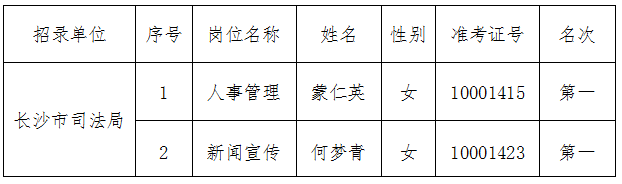 招录单位 序号 岗位名称 姓名 性别 准考证号 名次
长沙市司法局 1 人事管理 蒙仁英 女 10001415 第一
2 新闻宣传 何梦青 女 10001423 第一